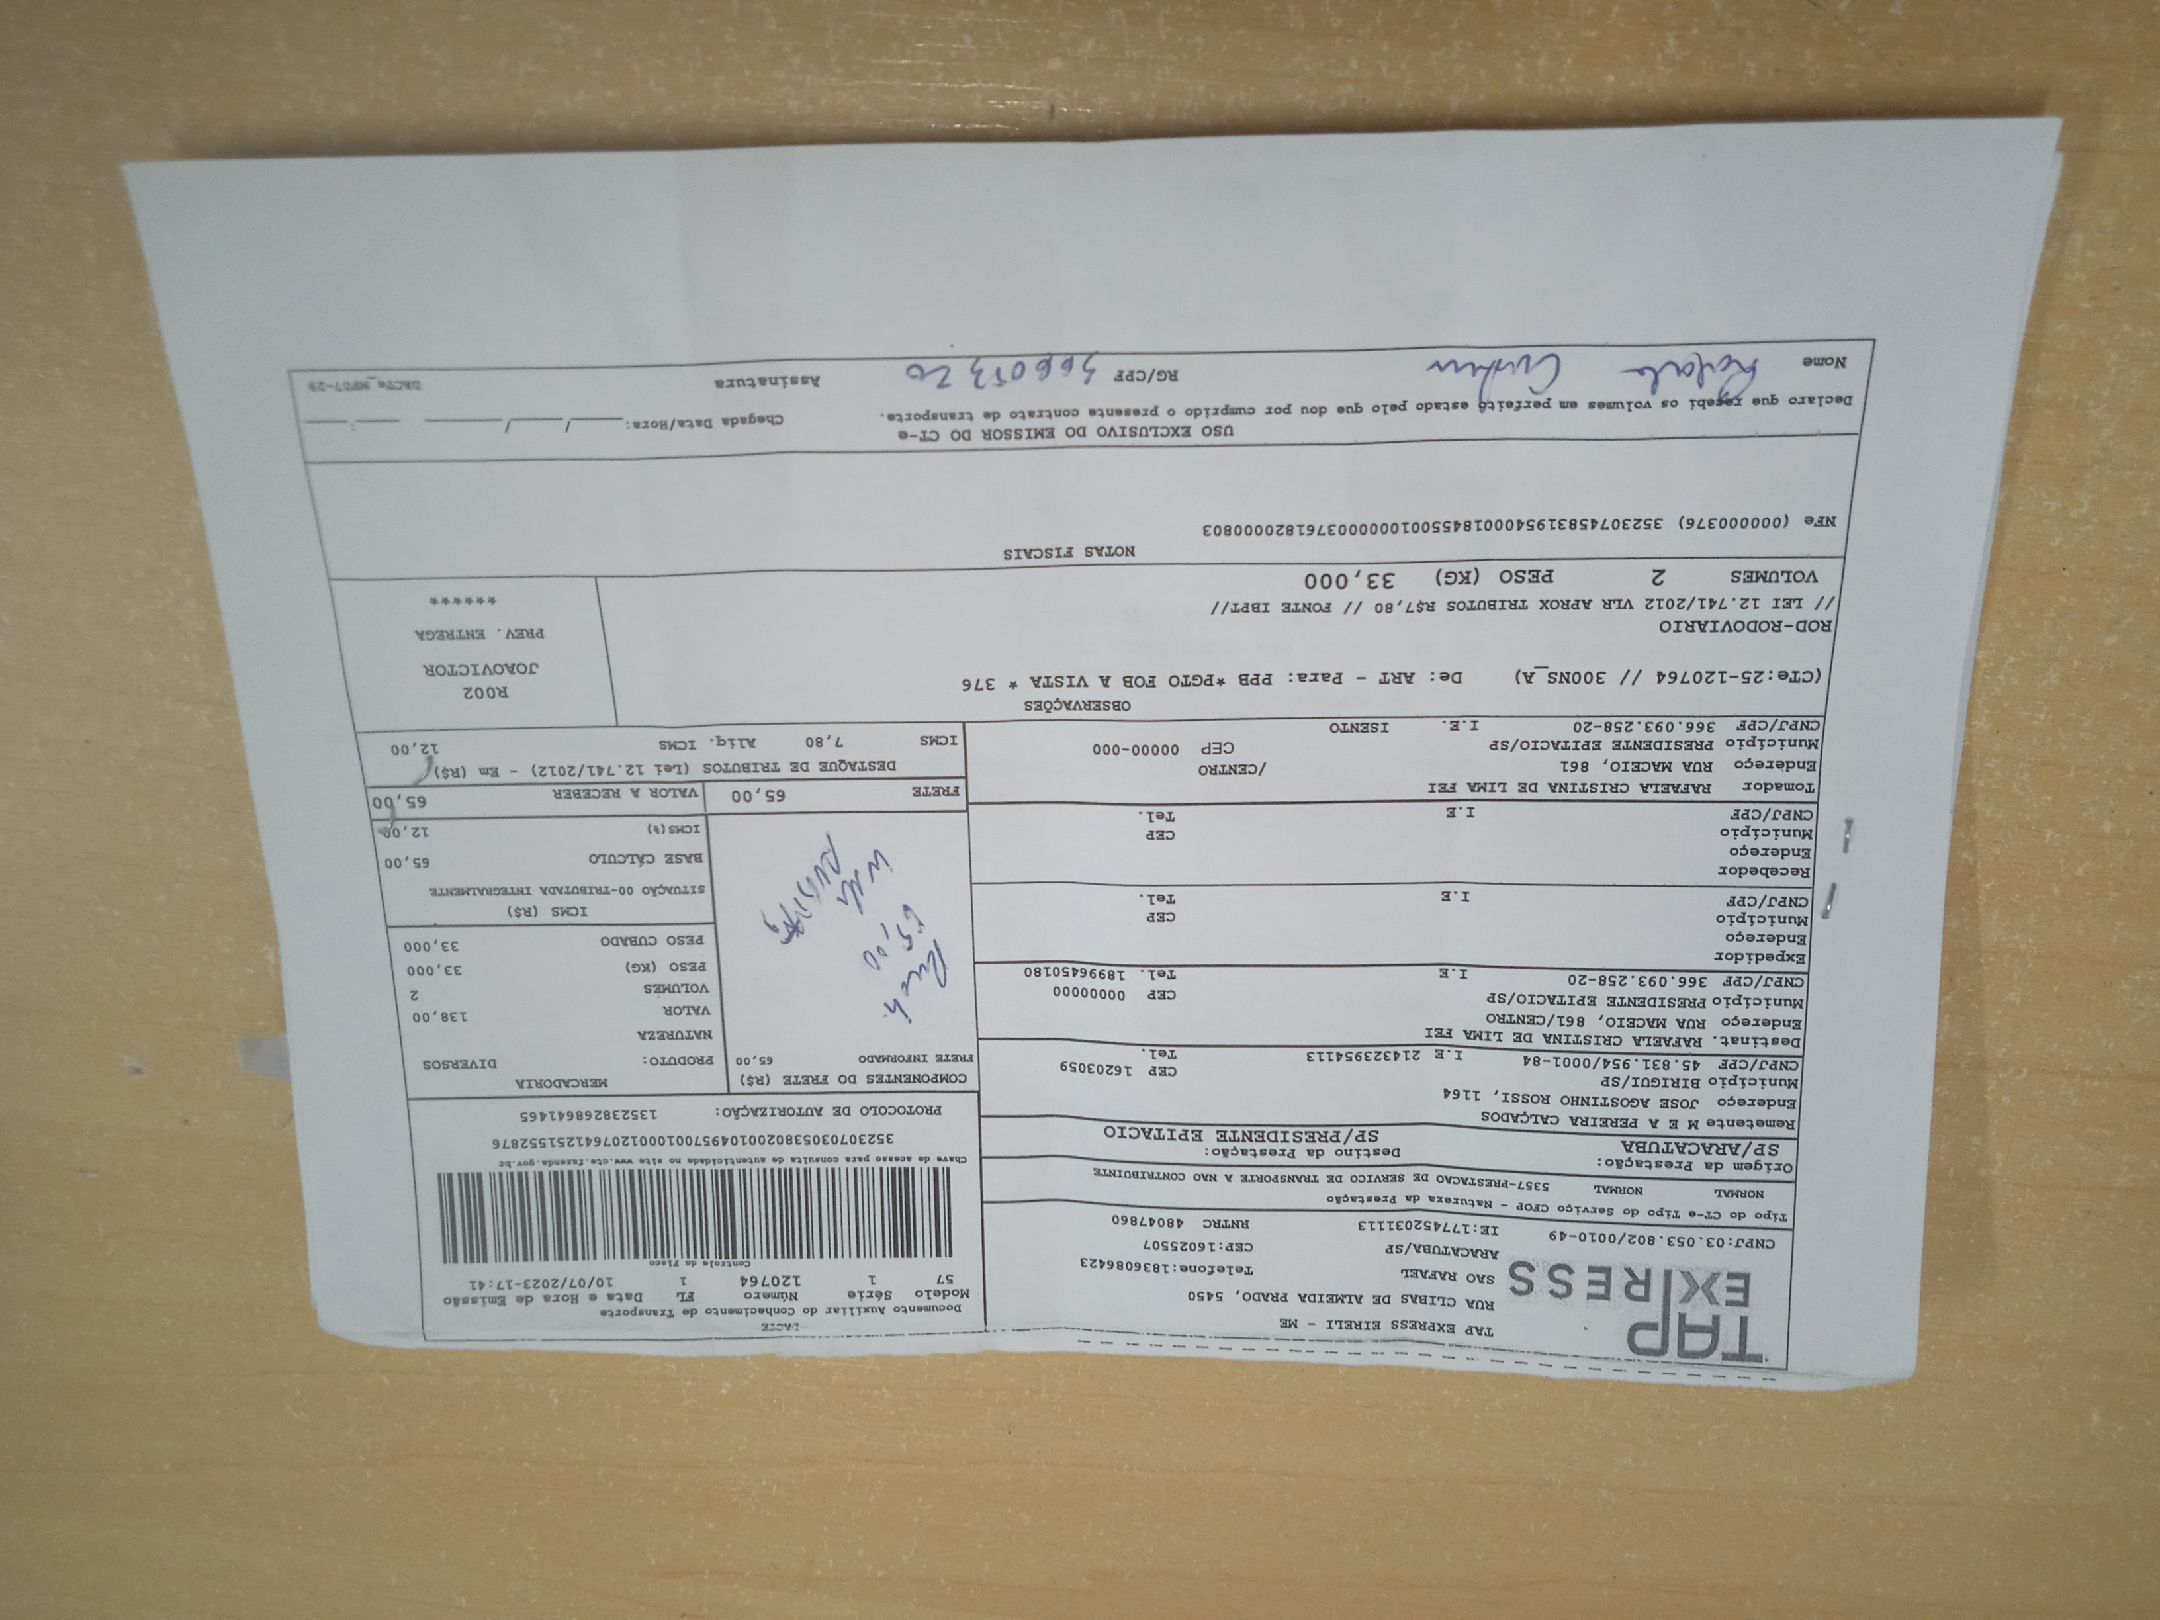 TAP
EXPRESS
TAP EXPRESS EIRELI - ME
RUA CLIBAS DE ALMEIDA PRADO, 5450
SAO RAFAEL Telefone:1836086423
ARACATUBA/SP CEP:16025507
CNPJ:03.053.802/0010-49 IE:177452031113 RNTRC 48047860
Tipo do CT-e Tipo do Serviço CFOP - Natureza da Prestação
NORMAL NORMAL 5357-PRESTACAO DE SERVICO DE TRANSPORTE A NAO CONTRIBUINTE
Origem da Prestação: Destino da Prestação:
SP/ARACATUBA SP/PRESIDENTE EPITACIO
Remetente M E A PEREIRA CALÇADOS
Endereço JOSE AGOSTINHO ROSSI, 1164
Município BIRIGUI/SP CEP 16203059
CNPJ/CPF 45.831.954/0001-84 I.E 214323954113 Tel.
Destinat. RAFAELA CRISTINA DE LIMA FEI
Endereço RUA MACEIO, 861/CENTRO
Município PRESIDENTE EPITACIO/SP CEP 00000000
CNPJ/CPF 366.093.258-20 I.E Tel. 18996450180
Expedidor
Endereço
Município CEP
CNPJ/CPF I.E Tel.
Recebedor
Endereço
Município CEP
CNPJ/CPF I.E Tel.
Tomador RAFAELA CRISTINA DE LIMA FEI
Endereço RUA MACEIO, 861 /CENTRO
Município PRESIDENTE EPITACIO/SP CEP 00000-000
CNPJ/CPF 366.093.258-20 I.E. ISENTO
DACTE
Documento Auxiliar do Conhecimento de Transporte
Modelo Série Número FL Data e Hora de Emissão
57 1 120764 1 10/07/2023-17:41
Controle do Fisco
Chave de acesso para consulta de autenticidade no site www.cte.fazenda.gov.br
35230703053802001049570010001207641251552876
PROTOCOLO DE AUTORIZAÇÃO: 135238268641465
COMPONENTES DO FRETE (R$)
FRETE INFORMADO 65,00
65,00
MERCADORIA
PRODUTO: DIVERSOS
NATUREZA
VALOR 138,00
VOLUMES 2
PESO (KG) 33,000
PESO CUBADO 33,000
ICMS (R$)
SITUAÇÃO 00-TRIBUTADA INTEGRALMENTE
BASE CÁLCULO 65,00
ICMS(%) 12,00
FRETE 65,00 VALOR A RECEBER 65,00
DESTAQUE DE TRIBUTOS (Lei 12.741/2012) - Em (R$)
ICMS 7,80 Aliq. ICMS 12,00
OBSERVAÇÕES
(CTe:25-120764 // 300NS_A) De: ART - Para: PPB *PGTO FOB A VISTA * 376
ROD-RODOVIARIO
// LEI 12.741/2012 VLR APROX TRIBUTOS R$7,80 // FONTE IBPT//
VOLUMES 2 PESO (KG) 33,000
R002
JOAOVICTOR
PREV. ENTREGA
******
NOTAS FISCAIS
NFe (000000376) 35230745831954000184550010000003761820000803
USO EXCLUSIVO DO EMISSOR DO CT-e
Declaro que recebi os volumes em perfeito estado pelo que dou por cumprido o presente contrato de transporte.
Chegada Data/Hora:____/____/____ ____:____
Nome RG/CPF Assinatura
DACTe_MP07-29